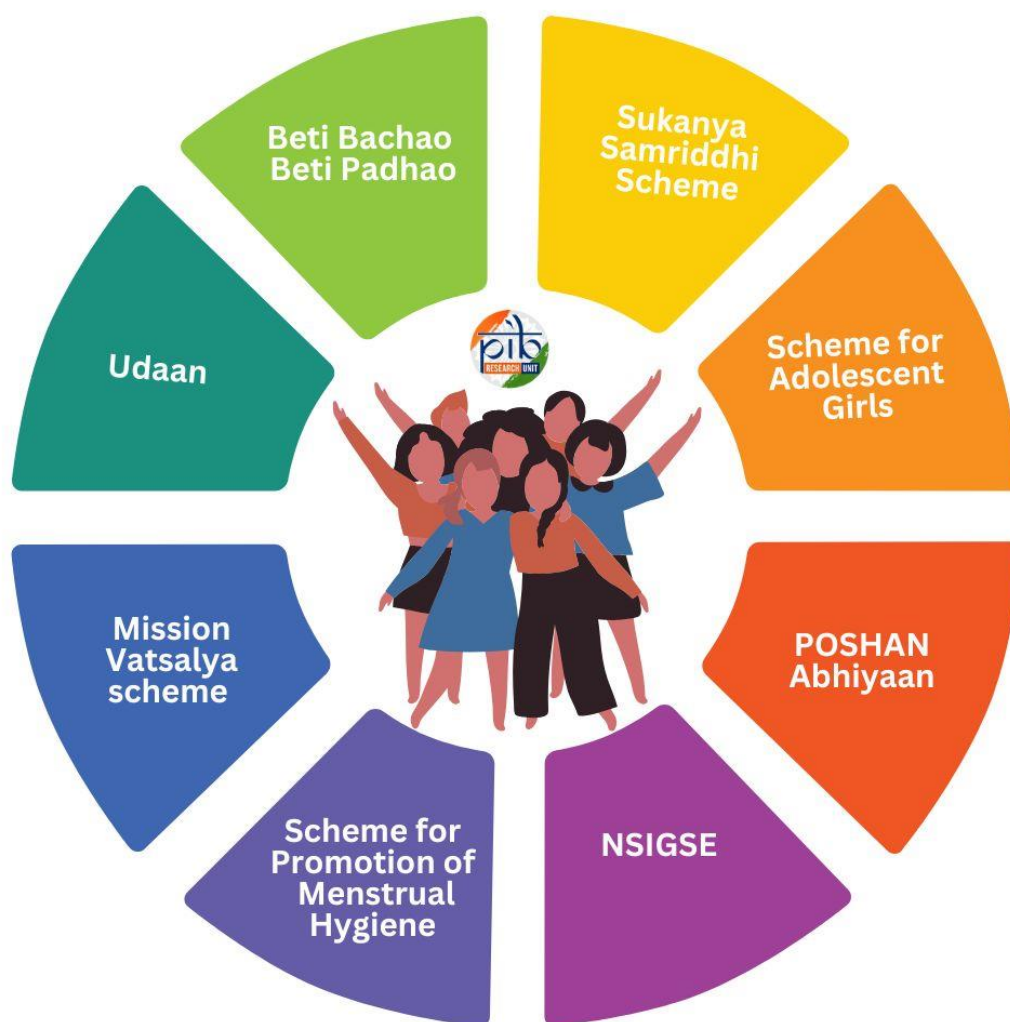 Beti Bachao
Beti Padhao
Sukanya
Samriddhi
Scheme
Udaan
Scheme for
Adolescent
Girls
pib
RESEARCH UNIT
Mission
Vatsalya
scheme
POSHAN
Abhiyaan
Scheme for
Promotion of
Menstrual
Hygiene
NSIGSE